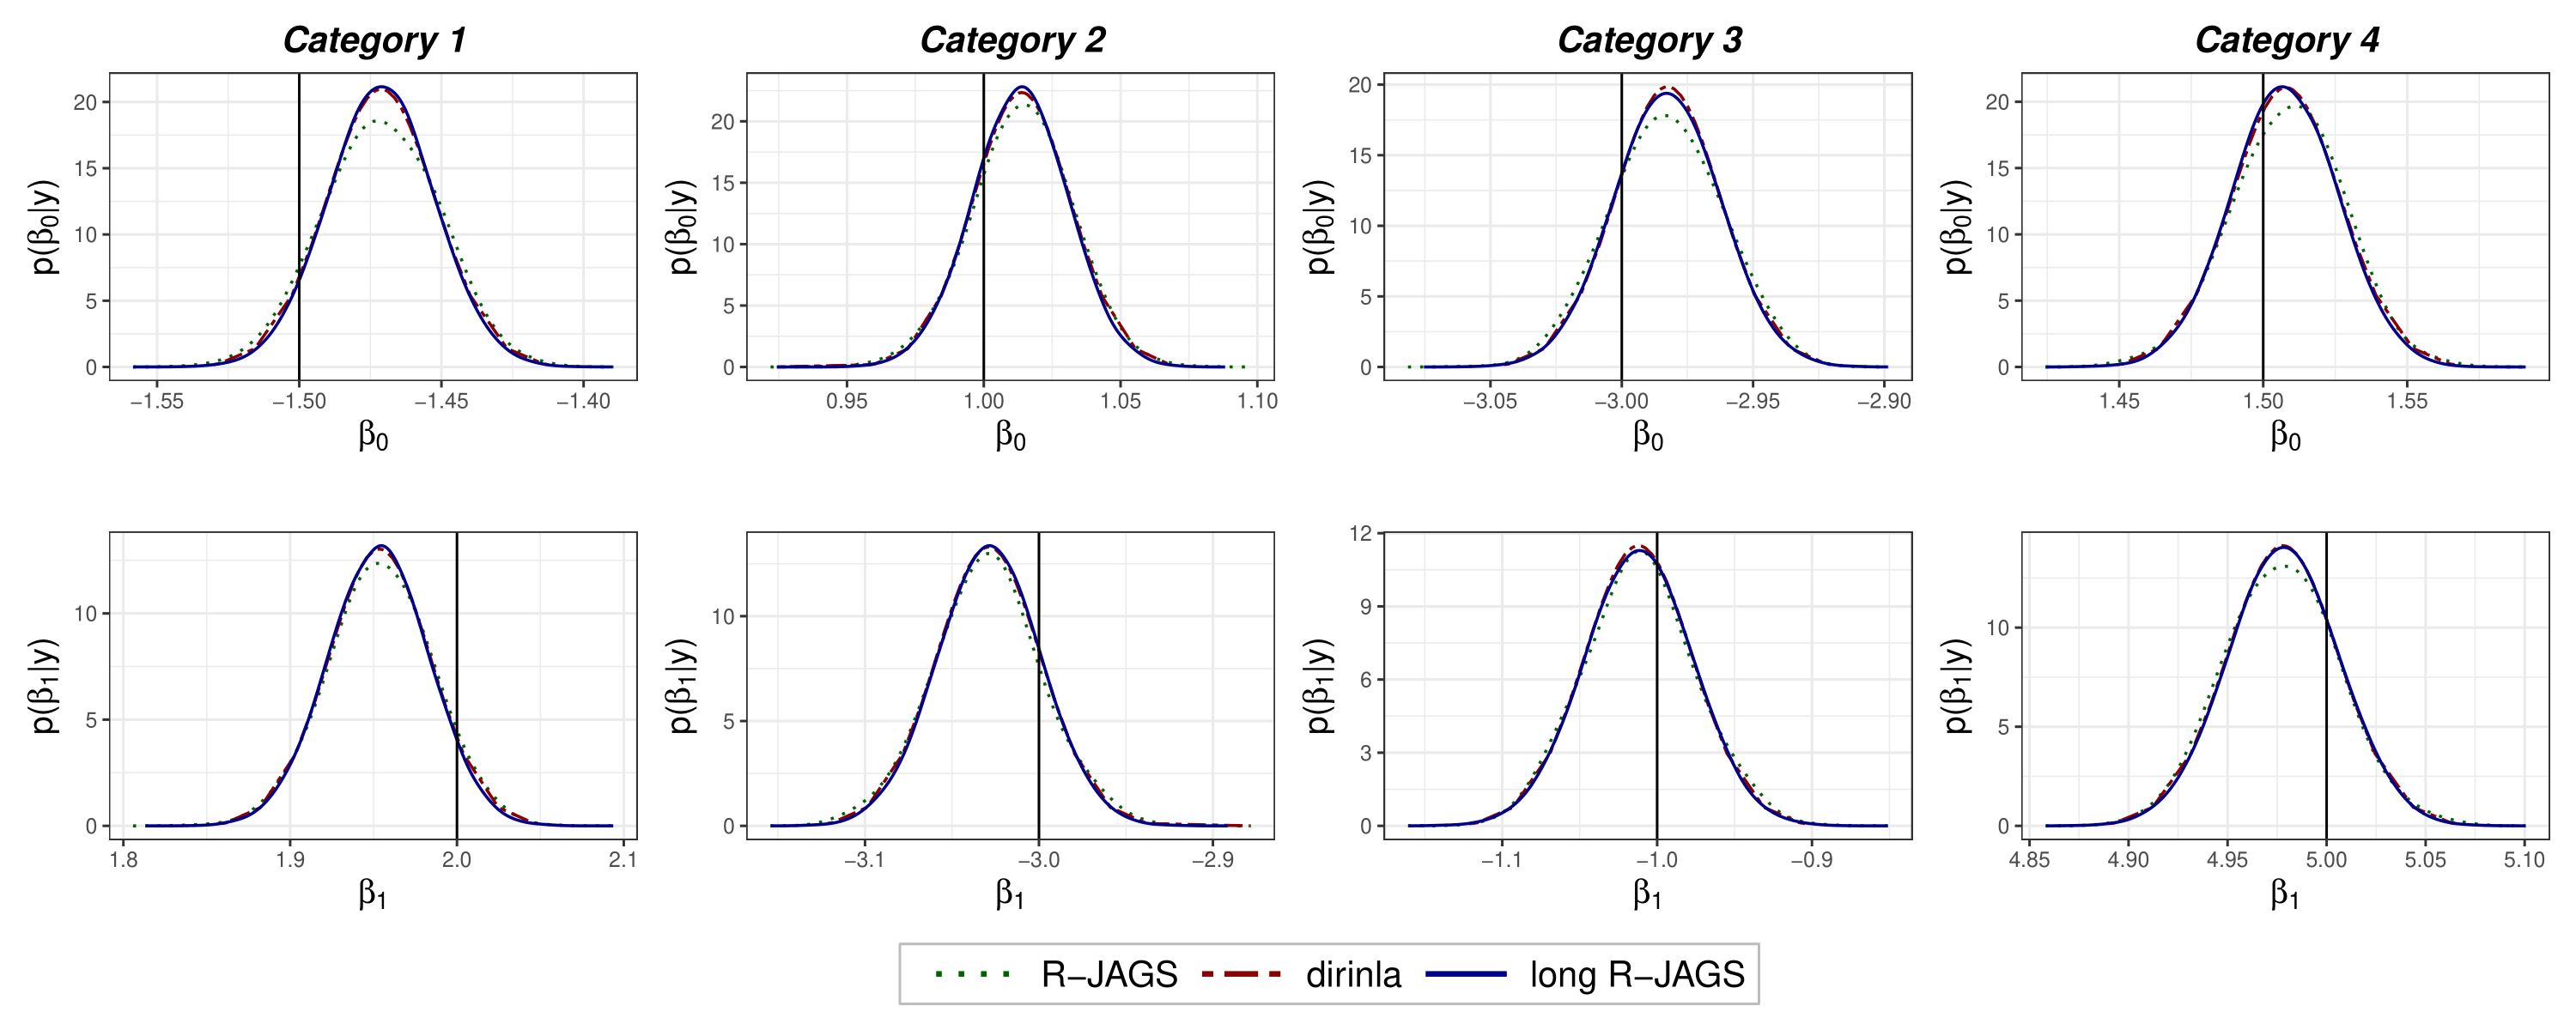 Category 1 Category 2 Category 3 Category 4
p(β0|y)
20
15
10
5
0
−1.55 −1.50 −1.45 −1.40
β0
p(β0|y)
20
15
10
5
0
0.95 1.00 1.05 1.10
β0
p(β0|y)
20
15
10
5
0
−3.05 −3.00 −2.95 −2.90
β0
p(β0|y)
20
15
10
5
0
1.45 1.50 1.55
β0
p(β1|y)
10
5
0
1.8 1.9 2.0 2.1
β1
p(β1|y)
10
5
0
−3.1 −3.0 −2.9
β1
p(β1|y)
12
9
6
3
0
−1.1 −1.0 −0.9
β1
p(β1|y)
10
5
0
4.85 4.90 4.95 5.00 5.05 5.10
β1
R−JAGS dirinla long R−JAGS